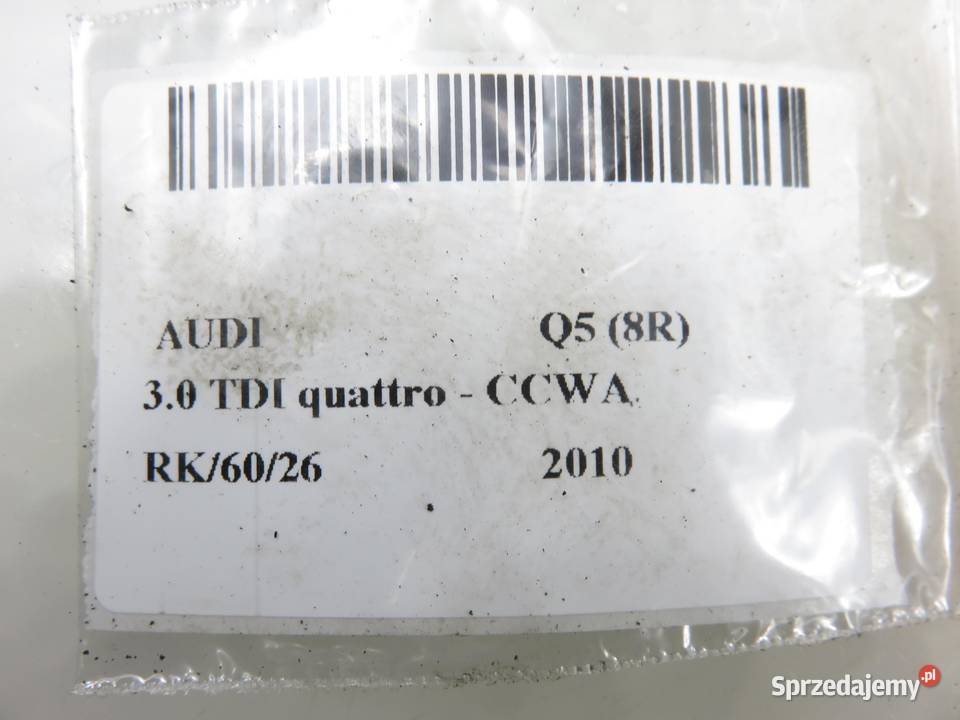 AUDI Q5 (8R)
3.0 TDI quattro - CCWA
RK/60/26 2010
Sprzedajemy.pl